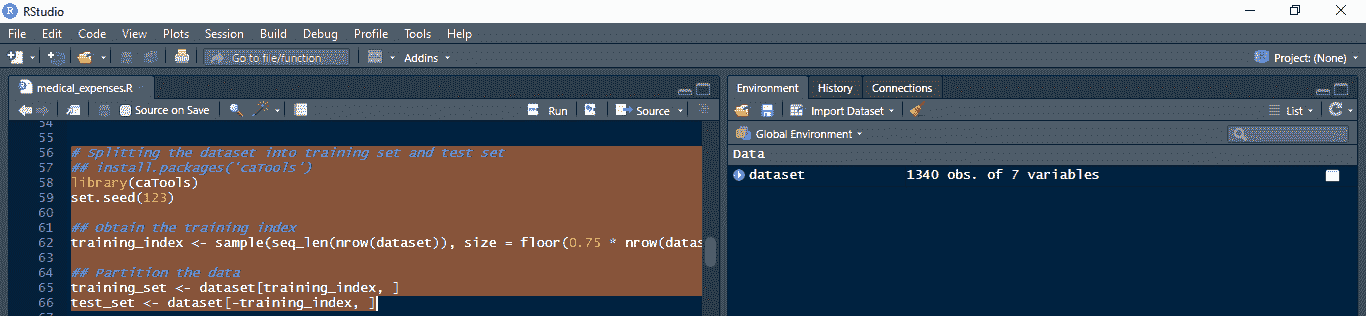 RStudio
File Edit Code View Plots Session Build Debug Profile Tools Help
Go to file/function Addins Project: (None)
medical_expenses.R
Source on Save Run Source
54
55
56 # Splitting the dataset into training set and test set
57 ## install.packages('caTools')
58 library(caTools)
59 set.seed(123)
60
61 ## Obtain the training index
62 training_index <- sample(seq_len(nrow(dataset)), size = floor(0.75 * nrow(datas
63
64 ## Partition the data
65 training_set <- dataset[training_index, ]
66 test_set <- dataset[-training_index, ]
67
Environment History Connections
Import Dataset List
Global Environment
Data
dataset 1340 obs. of 7 variables